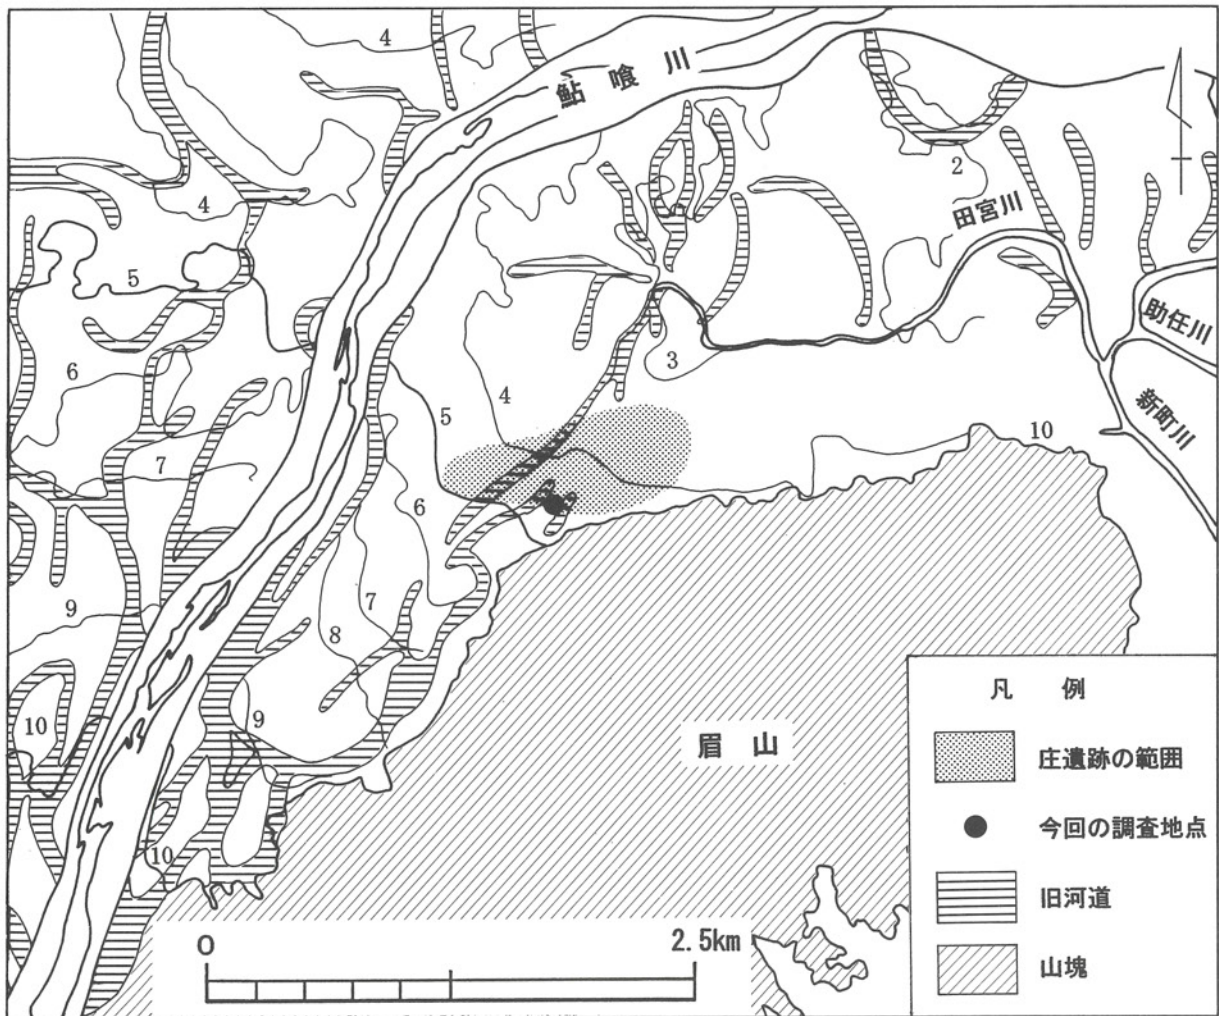 4
鮎喰川
2
4
田宮川
5
助任川
3
6
4
5
新町川
10
7
6
9
7
8
10
9
眉山
10
凡例
庄遺跡の範囲
今回の調査地点
旧河道
山塊
0 2.5km